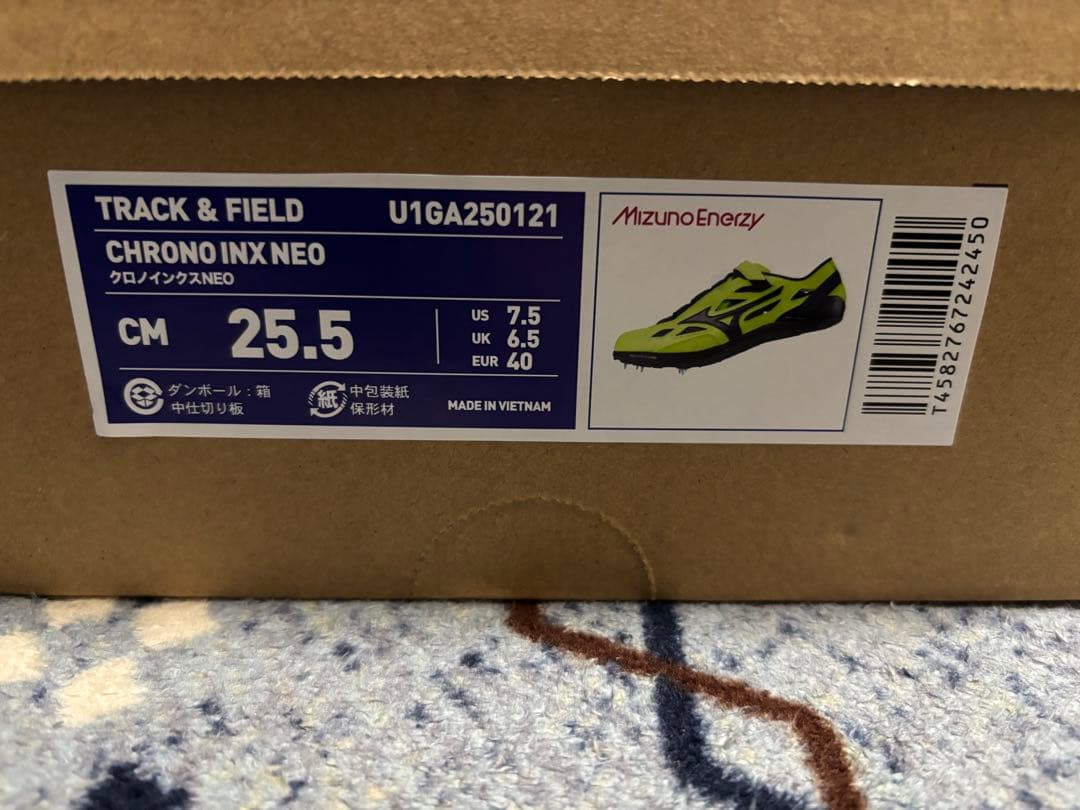 TRACK & FIELD U1GA250121
CHRONO INX NEO
クロノインクスNEO
CM 25.5
US 7.5
UK 6.5
EUR 40
ダンボール：箱
中仕切り板
紙
中包装紙
保形材
MADE IN VIETNAM
Mizuno Enerzy
T4582767242450